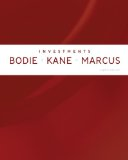 INVESTMENTS
BODIE · KANE · MARCUS